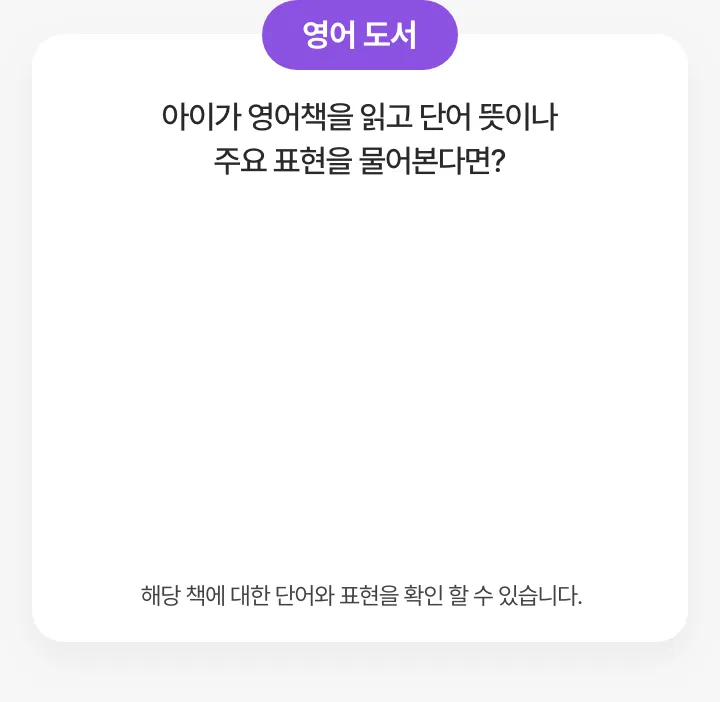 영어 도서
아이가 영어책을 읽고 단어 뜻이나
주요 표현을 물어본다면?
해당 책에 대한 단어와 표현을 확인 할 수 있습니다.